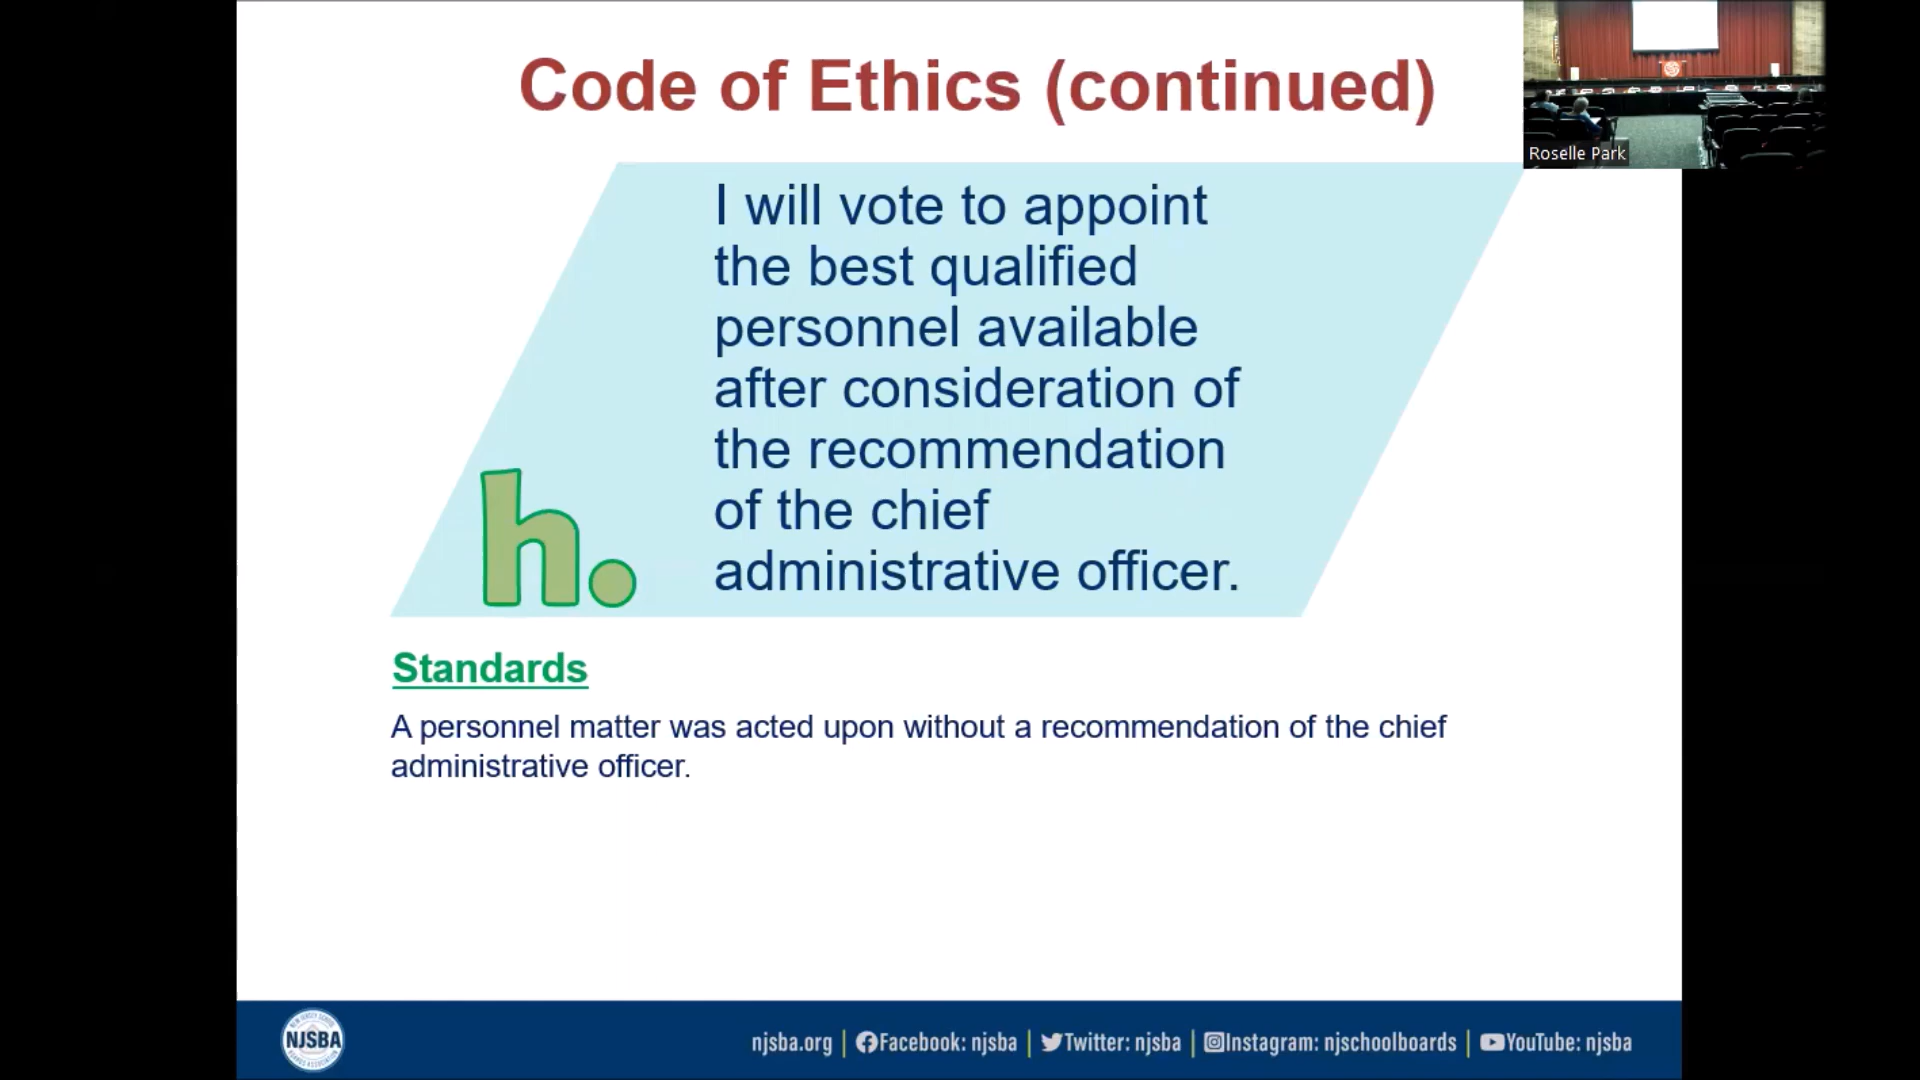 Code of Ethics (continued)
Roselle Park
I will vote to appoint
the best qualified
personnel available
after consideration of
the recommendation
of the chief
administrative officer.
h.
Standards
A personnel matter was acted upon without a recommendation of the chief
administrative officer.
NJSBA
njsba.org | Facebook: njsba | Twitter: njsba | Instagram: njschoolboards | YouTube: njsba